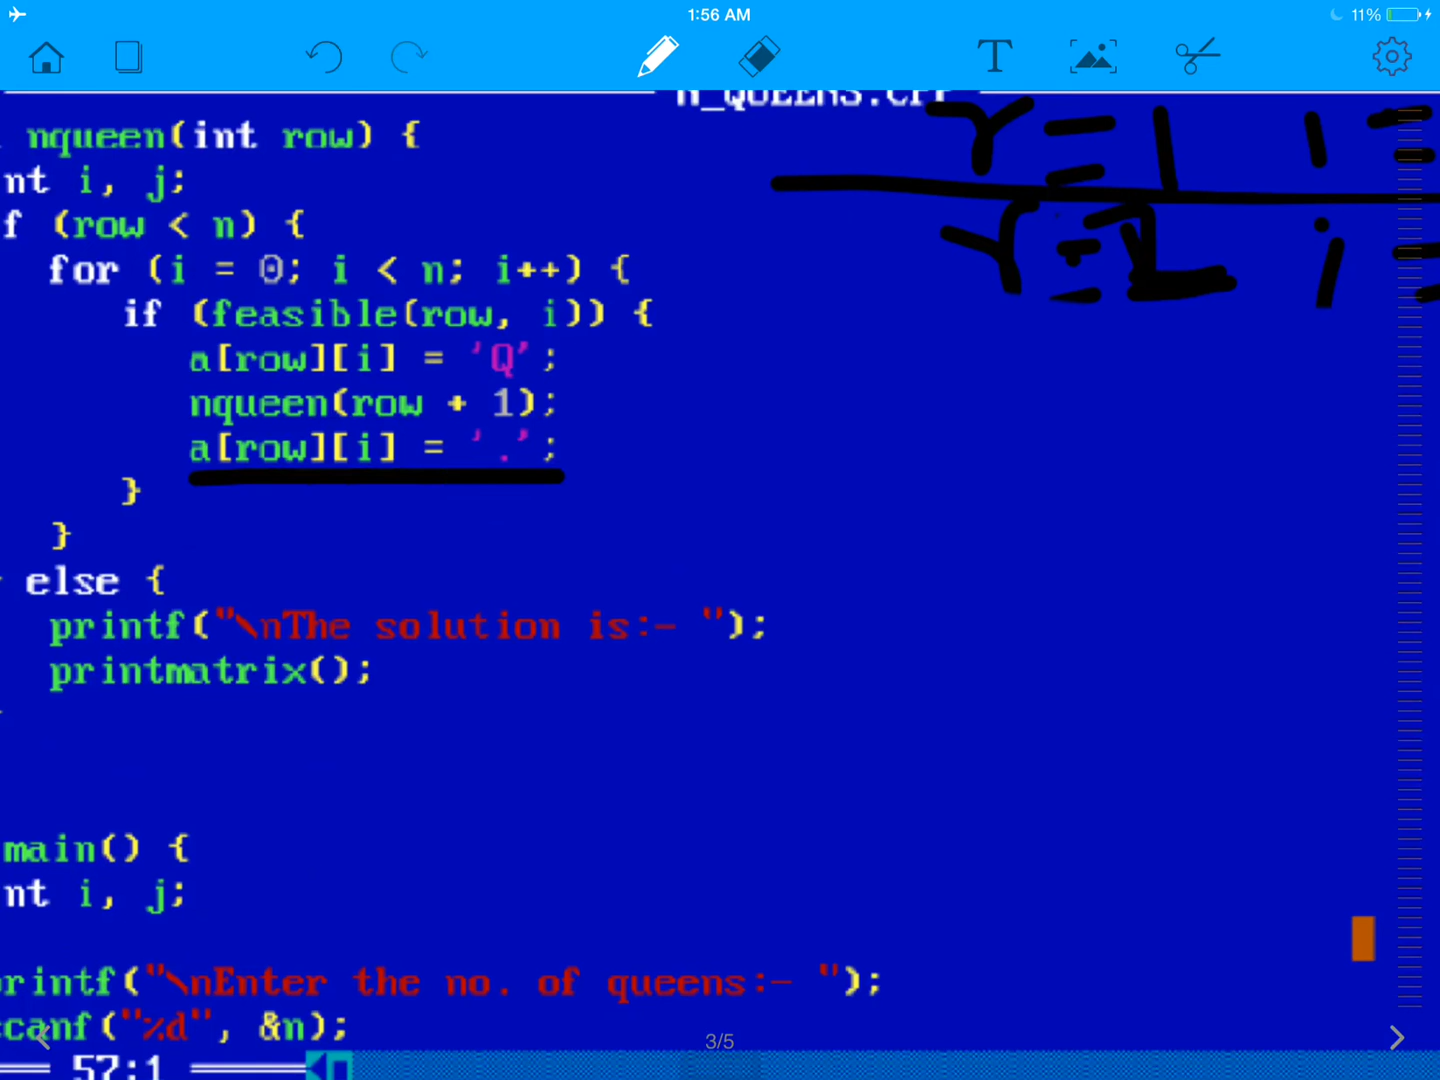 1:56 AM 11%
T
N_QUEENS.CPP
nqueen(int row) {
nt i, j;
f (row < n) {
for (i = 0; i < n; i++) {
if (feasible(row, i)) {
a[row][i] = 'Q';
nqueen(row + 1);
a[row][i] = '.';
}
}
else {
printf("\nThe solution is:- ");
printmatrix();
main() {
nt i, j;
rintf("\nEnter the no. of queens:- ");
canf("%d", &n);
57:1
3/5
r=1 i=
r=2 i=